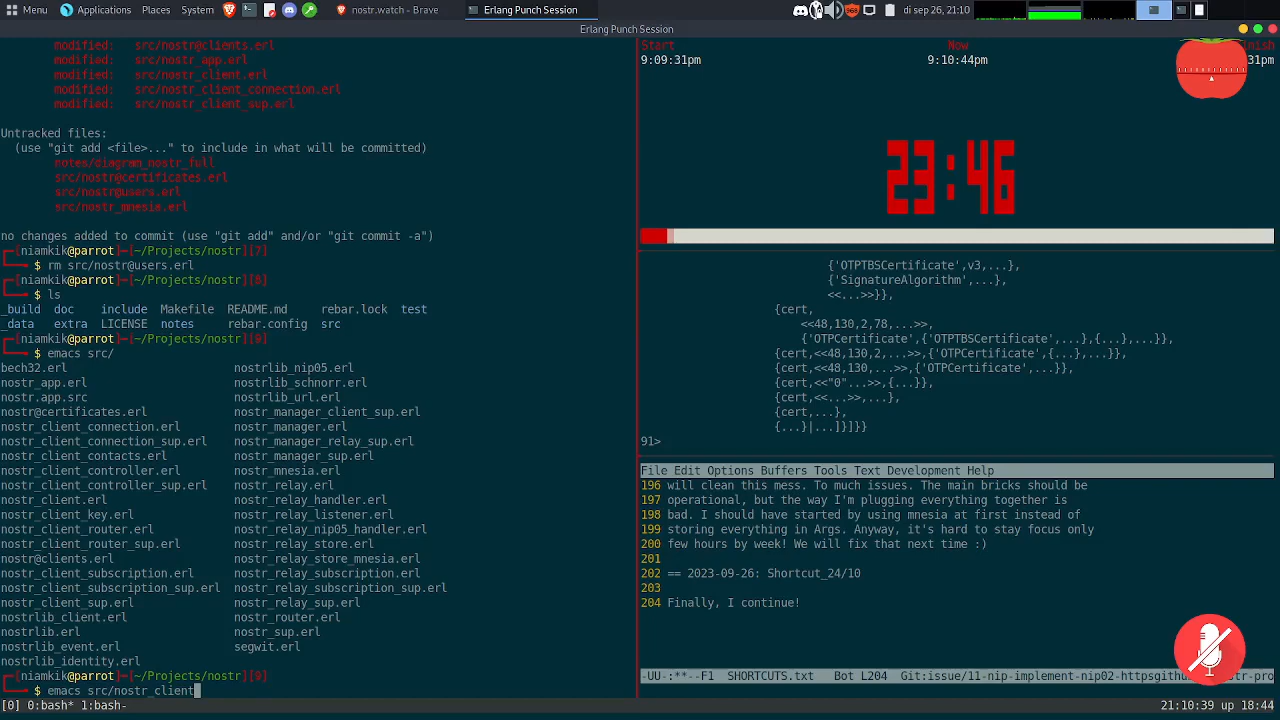 Menu Applications Places System nostr.watch - Brave Erlang Punch Session di sep 26, 21:10
Erlang Punch Session
modified: src/nostr@clients.erl
modified: src/nostr_app.erl
modified: src/nostr_client.erl
modified: src/nostr_client_connection.erl
modified: src/nostr_client_sup.erl
Untracked files:
(use "git add <file>..." to include in what will be committed)
notes/diagram_nostr_full
src/nostr@certificates.erl
src/nostr@users.erl
src/nostr_mnesia.erl
no changes added to commit (use "git add" and/or "git commit -a")
[niamkik@parrot]─[~/Projects/nostr][7]
$ rm src/nostr@users.erl
[niamkik@parrot]─[~/Projects/nostr][8]
$ ls
_build doc include Makefile README.md rebar.lock test
_data extra LICENSE notes rebar.config src
[niamkik@parrot]─[~/Projects/nostr][9]
$ emacs src/
bech32.erl nostrlib_nip05.erl
nostr_app.erl nostrlib_schnorr.erl
nostr.app.src nostrlib_url.erl
nostr@certificates.erl nostr_manager_client_sup.erl
nostr_client_connection.erl nostr_manager.erl
nostr_client_connection_sup.erl nostr_manager_relay_sup.erl
nostr_client_contacts.erl nostr_manager_sup.erl
nostr_client_controller.erl nostr_mnesia.erl
nostr_client_controller_sup.erl nostr_relay.erl
nostr_client.erl nostr_relay_handler.erl
nostr_client_key.erl nostr_relay_listener.erl
nostr_client_router.erl nostr_relay_nip05_handler.erl
nostr_client_router_sup.erl nostr_relay_store.erl
nostr@clients.erl nostr_relay_store_mnesia.erl
nostr_client_subscription.erl nostr_relay_subscription.erl
nostr_client_subscription_sup.erl nostr_relay_subscription_sup.erl
nostr_client_sup.erl nostr_relay_sup.erl
nostrlib_client.erl nostr_router.erl
nostrlib.erl nostr_sup.erl
nostrlib_event.erl segwit.erl
nostrlib_identity.erl
[niamkik@parrot]─[~/Projects/nostr][9]
$ emacs src/nostr_client
Start Now
9:09:31pm 9:10:44pm 31pm
23:46
{'OTPTBSCertificate',v3,...},
{'SignatureAlgorithm',...},
<<...>>}},
{cert,
<<48,130,2,78,...>>,
{'OTPCertificate',{'OTPTBSCertificate',...},{...},...}},
{cert,<<48,130,2,...>>,{'OTPCertificate',{...},...}},
{cert,<<48,130,...>>,{'OTPCertificate',...}},
{cert,<<"0"...>>,{...}},
{cert,<<...>>,...},
{cert,...},
{...}|...]}]}}
91>
File Edit Options Buffers Tools Text Development Help
196 will clean this mess. To much issues. The main bricks should be
197 operational, but the way I'm plugging everything together is
198 bad. I should have started by using mnesia at first instead of
199 storing everything in Args. Anyway, it's hard to stay focus only
200 few hours by week! We will fix that next time :)
201
202 == 2023-09-26: Shortcut_24/10
203
204 Finally, I continue!
-UU-:**--F1 SHORTCUTS.txt Bot L204 Git:issue/11-nip-implement-nip02-httpsgith
[0] 0:bash* 1:bash- 21:10:39 up 18:44